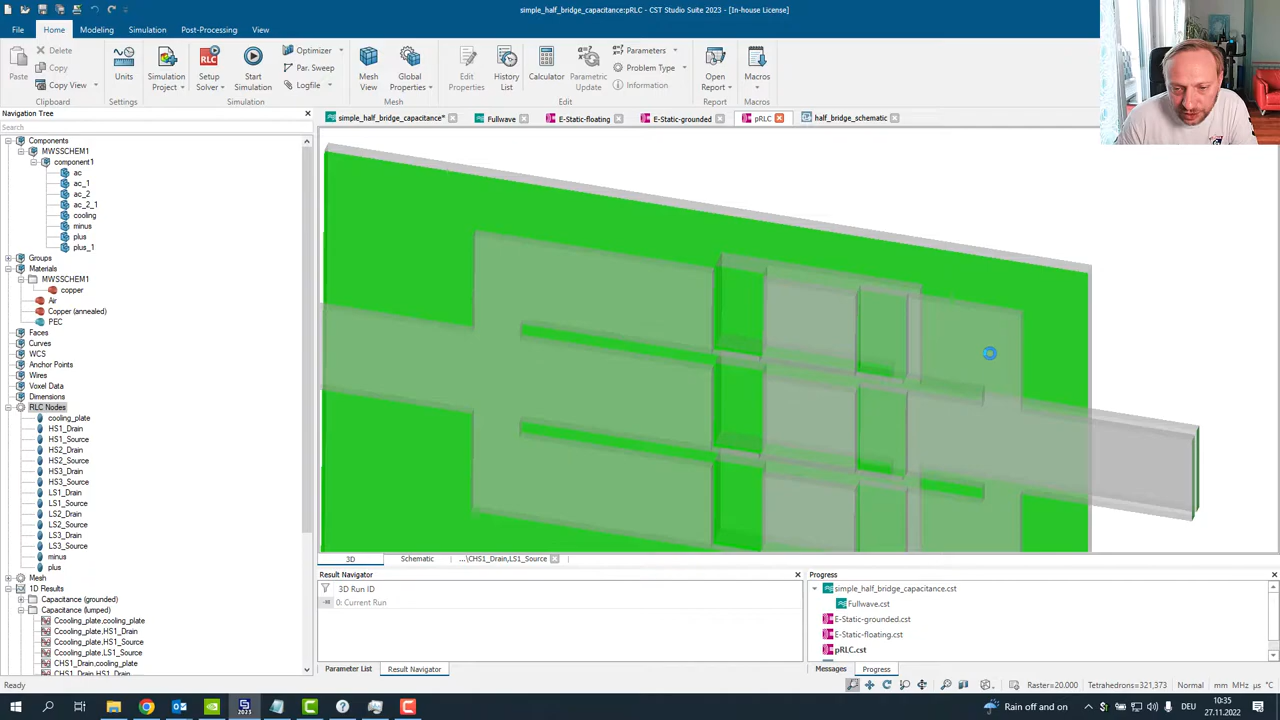 simple_half_bridge_capacitance:pRLC - CST Studio Suite 2023 - [In-house License]
File
Home
Modeling
Simulation
Post-Processing
View
Paste
Delete
Copy
Copy View
Clipboard
Units
Settings
Simulation Project
Setup Solver
Start Simulation
Optimizer
Par. Sweep
Logfile
Simulation
Mesh View
Global Properties
Mesh
Edit Properties
History List
Calculator
Parametric Update
Parameters
Problem Type
Information
Edit
Open Report
Report
Macros
Macros
Navigation Tree
simple_half_bridge_capacitance*
Fullwave
E-Static-floating
E-Static-grounded
pRLC
half_bridge_schematic
Search
Components
MWSSCHEM1
component1
ac
ac_1
ac_2
ac_2_1
cooling
minus
plus
plus_1
Groups
Materials
MWSSCHEM1
copper
Air
Copper (annealed)
PEC
Faces
Curves
WCS
Anchor Points
Wires
Voxel Data
Dimensions
RLC Nodes
cooling_plate
HS1_Drain
HS1_Source
HS2_Drain
HS2_Source
HS3_Drain
HS3_Source
LS1_Drain
LS1_Source
LS2_Drain
LS2_Source
LS3_Drain
LS3_Source
minus
plus
Mesh
1D Results
Capacitance (grounded)
Capacitance (lumped)
Ccooling_plate,cooling_plate
Ccooling_plate,HS1_Drain
Ccooling_plate,HS1_Source
Ccooling_plate,LS1_Source
CHS1_Drain,cooling_plate
CHS1_Drain,HS1_Drain
3D
Schematic
...\CHS1_Drain,LS1_Source
Result Navigator
3D Run ID
0: Current Run
Parameter List
Result Navigator
Progress
simple_half_bridge_capacitance.cst
Fullwave.cst
E-Static-grounded.cst
E-Static-floating.cst
pRLC.cst
Messages
Progress
Ready
Raster=20.000
Tetrahedrons=321,373
Normal
mm MHz µs °C
2023
Rain off and on
DEU
10:35
27.11.2022